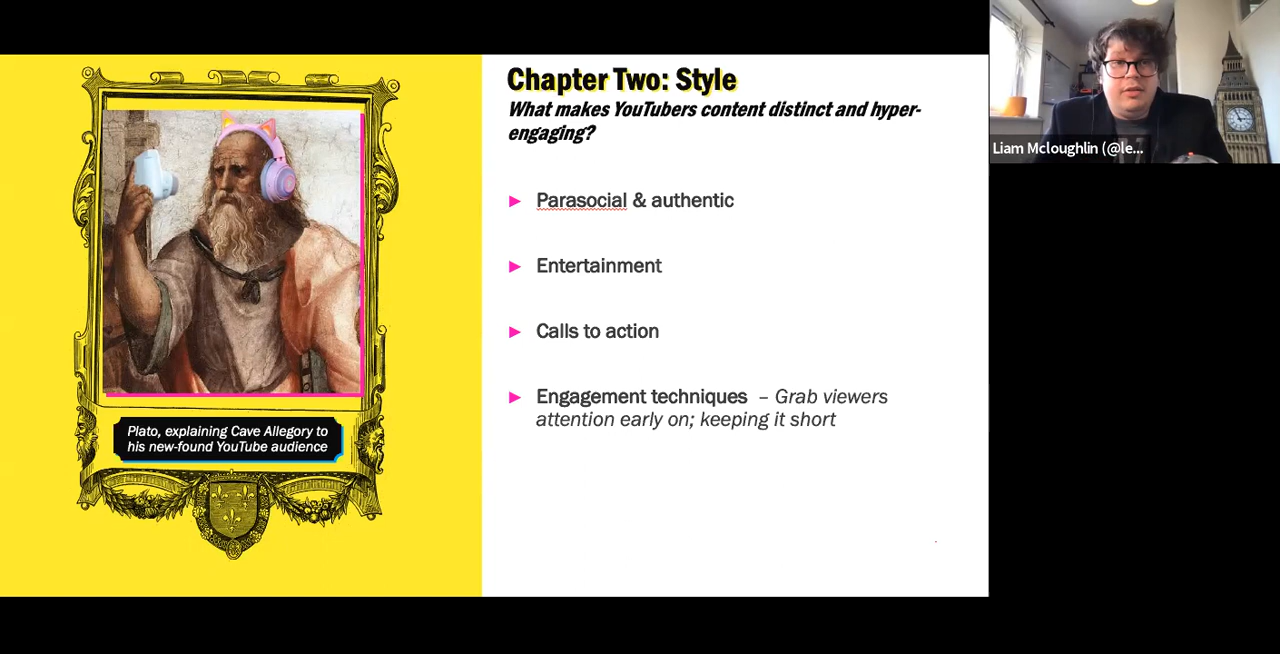 Chapter Two: Style
What makes YouTubers content distinct and hyper-
engaging?
Parasocial & authentic
Entertainment
Calls to action
Engagement techniques – Grab viewers
attention early on; keeping it short
Plato, explaining Cave Allegory to
his new-found YouTube audience
Liam Mcloughlin (@le...